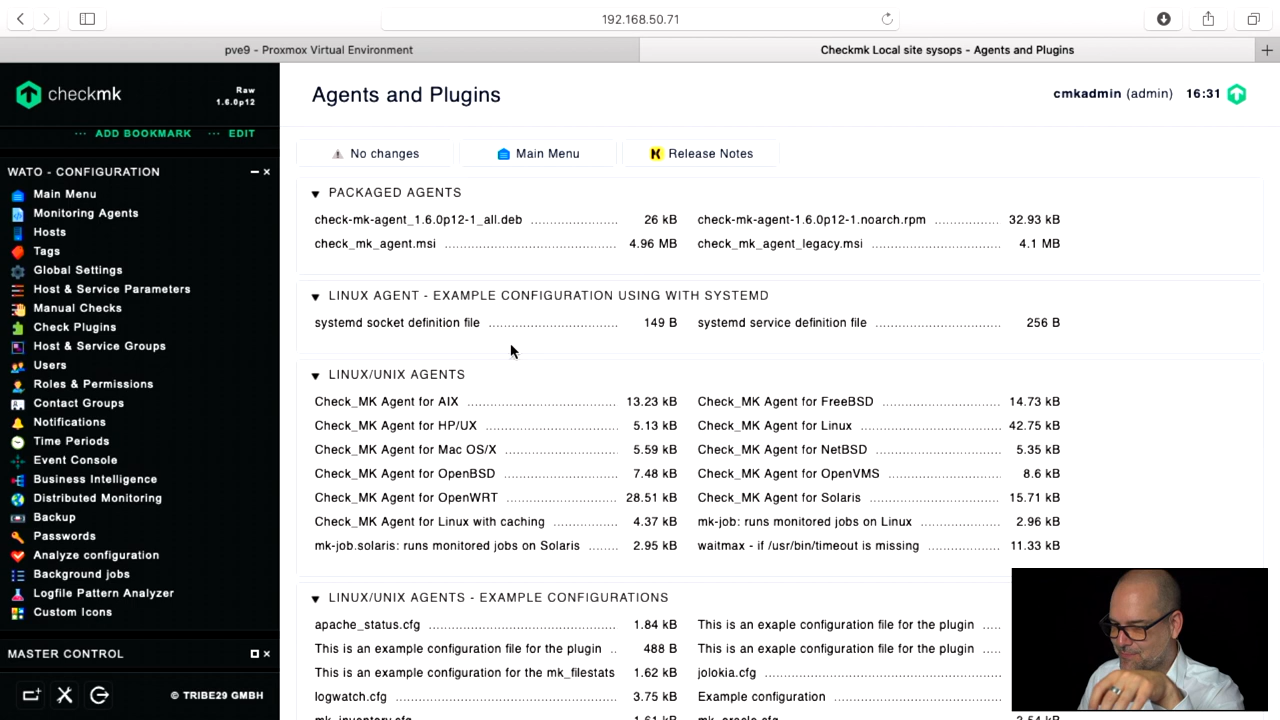 192.168.50.71
pve9 - Proxmox Virtual Environment
Checkmk Local site sysops - Agents and Plugins
checkmk
Raw
1.6.0p12
··· ADD BOOKMARK ··· EDIT
WATO - CONFIGURATION
Main Menu
Monitoring Agents
Hosts
Tags
Global Settings
Host & Service Parameters
Manual Checks
Check Plugins
Host & Service Groups
Users
Roles & Permissions
Contact Groups
Notifications
Time Periods
Event Console
Business Intelligence
Distributed Monitoring
Backup
Passwords
Analyze configuration
Background jobs
Logfile Pattern Analyzer
Custom Icons
MASTER CONTROL
© TRIBE29 GMBH
Agents and Plugins
cmkadmin (admin) 16:31
No changes Main Menu Release Notes
PACKAGED AGENTS
check-mk-agent_1.6.0p12-1_all.deb 26 kB check-mk-agent-1.6.0p12-1.noarch.rpm 32.93 kB
check_mk_agent.msi 4.96 MB check_mk_agent_legacy.msi 4.1 MB
LINUX AGENT - EXAMPLE CONFIGURATION USING WITH SYSTEMD
systemd socket definition file 149 B systemd service definition file 256 B
LINUX/UNIX AGENTS
Check_MK Agent for AIX 13.23 kB Check_MK Agent for FreeBSD 14.73 kB
Check_MK Agent for HP/UX 5.13 kB Check_MK Agent for Linux 42.75 kB
Check_MK Agent for Mac OS/X 5.59 kB Check_MK Agent for NetBSD 5.35 kB
Check_MK Agent for OpenBSD 7.48 kB Check_MK Agent for OpenVMS 8.6 kB
Check_MK Agent for OpenWRT 28.51 kB Check_MK Agent for Solaris 15.71 kB
Check_MK Agent for Linux with caching 4.37 kB mk-job: runs monitored jobs on Linux 2.96 kB
mk-job.solaris: runs monitored jobs on Solaris 2.95 kB waitmax - if /usr/bin/timeout is missing 11.33 kB
LINUX/UNIX AGENTS - EXAMPLE CONFIGURATIONS
apache_status.cfg 1.84 kB This is an exaple configuration file for the plugin
This is an example configuration file for the plugin 488 B This is an exaple configuration file for the plugin
This is an example configuration for the mk_filestats 1.62 kB jolokia.cfg
logwatch.cfg 3.75 kB Example configuration
mk_inventory.cfg 1.61 kB mk_oracle.cfg 2.54 kB